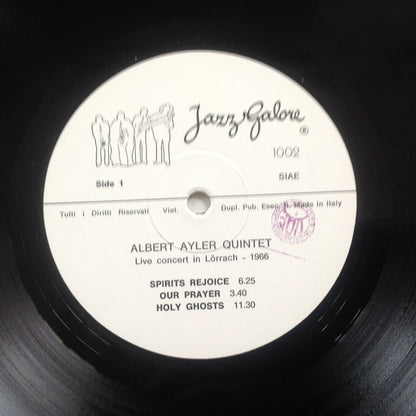 Jazz Galore ®
1002
Side 1 SIAE
Tutti i Diritti Riservati Viet. Dupl. Pub. Esec. R. Made in Italy
ALBERT AYLER QUINTET
Live concert in Lörrach - 1966
SPIRITS REJOICE 6.25
OUR PRAYER 3.40
HOLY GHOSTS 11.30